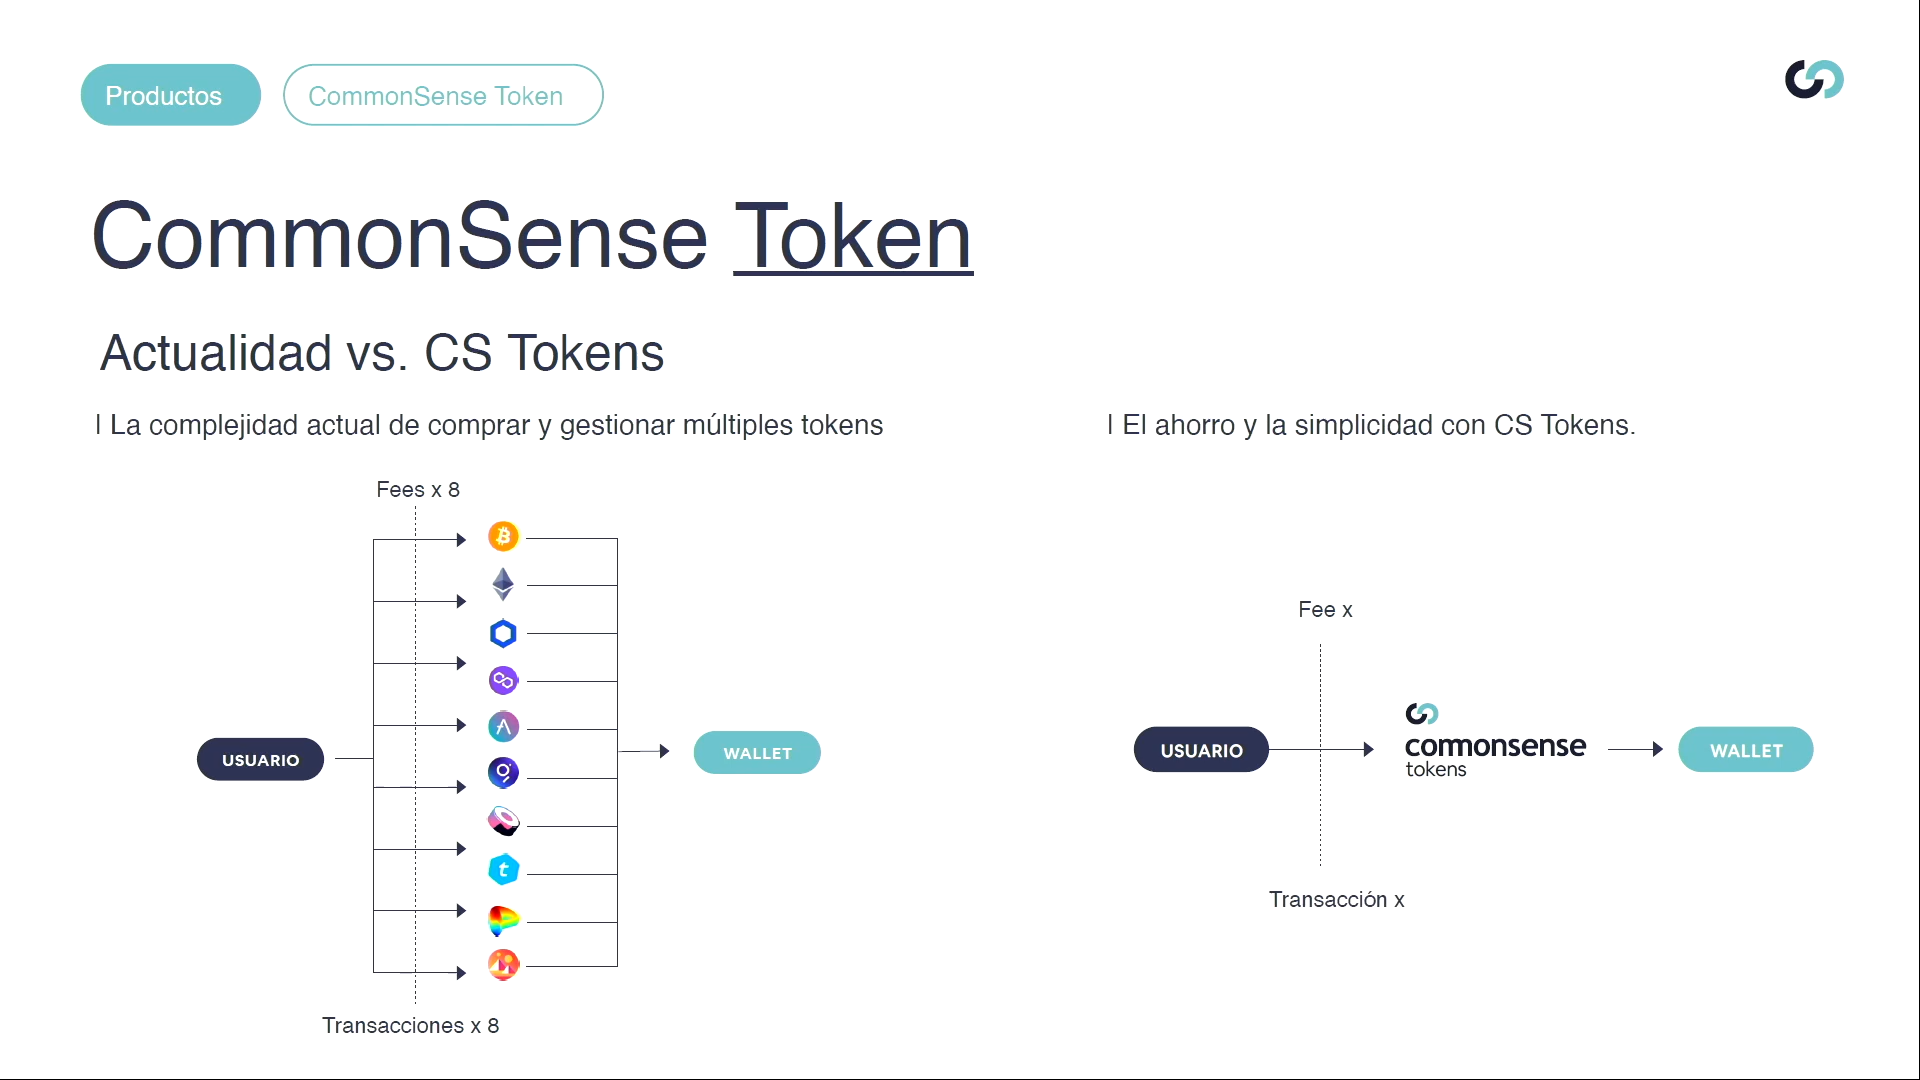 Productos
CommonSense Token
CommonSense Token
Actualidad vs. CS Tokens
| La complejidad actual de comprar y gestionar múltiples tokens
Fees x 8
USUARIO
WALLET
Transacciones x 8
| El ahorro y la simplicidad con CS Tokens.
Fee x
USUARIO
commonsense
tokens
WALLET
Transacción x